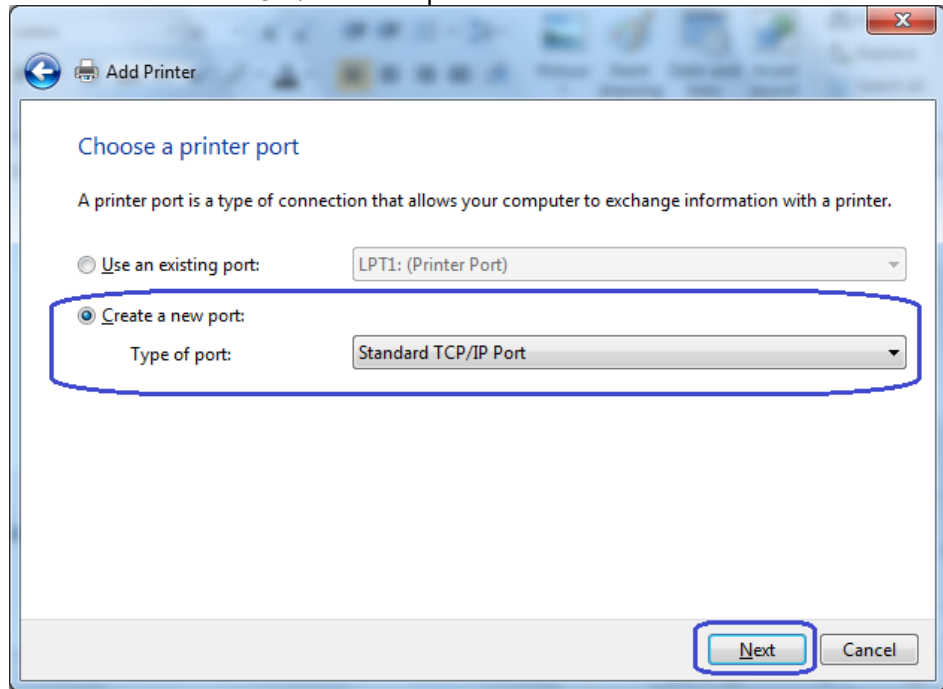 Add Printer
Choose a printer port
A printer port is a type of connection that allows your computer to exchange information with a printer.
Use an existing port:
LPT1: (Printer Port)
Create a new port:
Type of port:
Standard TCP/IP Port
Next
Cancel